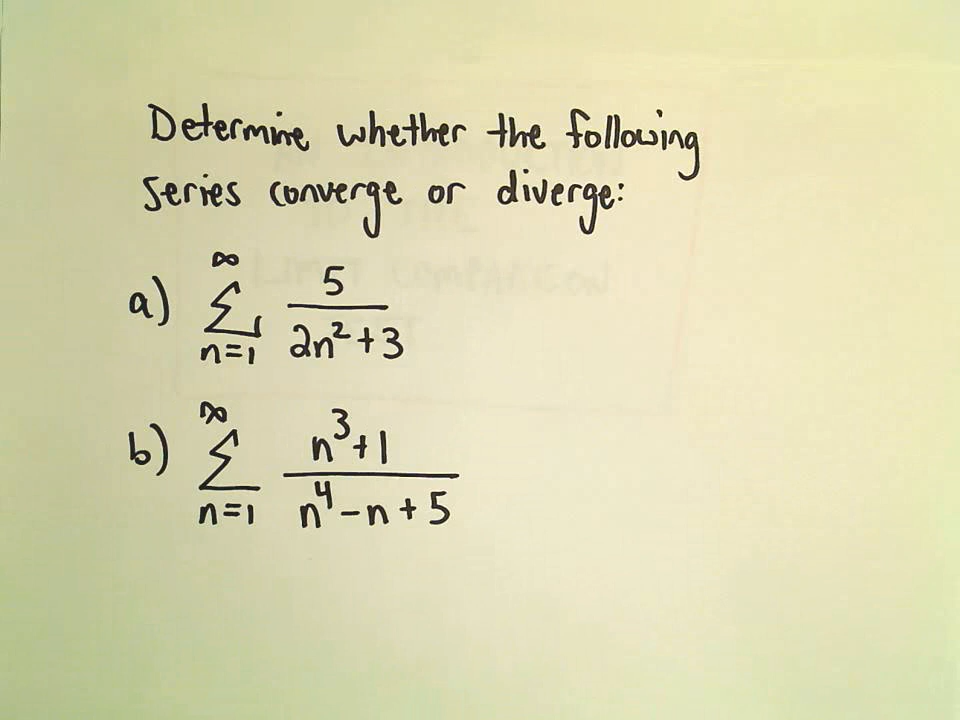 Determine whether the following
series converge or diverge:
a) ∞ Σ n=1 5/(2n²+3)
b) ∞ Σ n=1 (n³+1)/(n⁴-n+5)